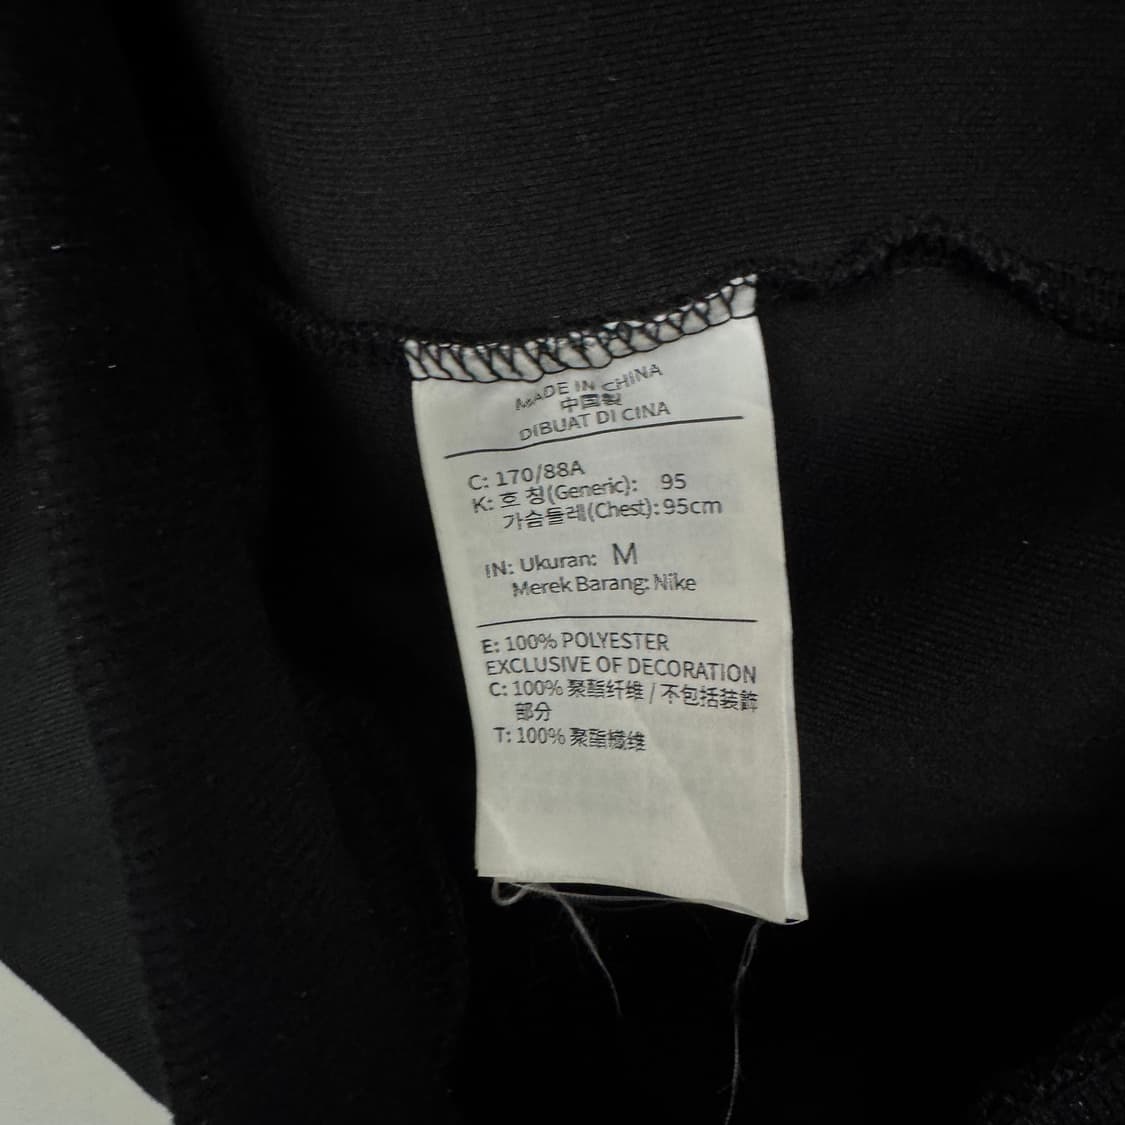 MADE IN CHINA
中国製
DIBUAT DI CINA
C: 170/88A
K: 호 칭(Generic): 95
가슴둘레(Chest): 95cm
IN: Ukuran: M
Merek Barang: Nike
E: 100% POLYESTER
EXCLUSIVE OF DECORATION
C: 100% 聚酯纤维 / 不包括装饰
部分
T: 100% 聚酯纖維